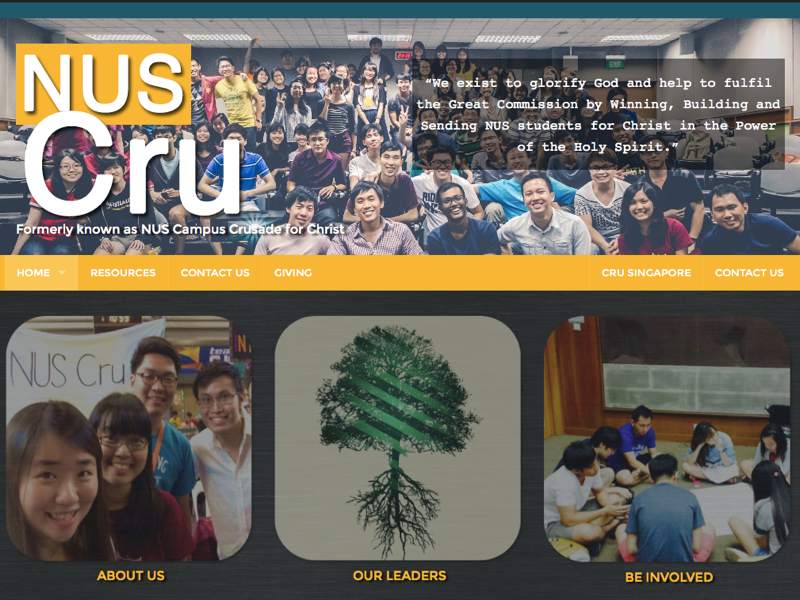 NUS
Cru
Formerly known as NUS Campus Crusade for Christ
“We exist to glorify God and help to fulfil
the Great Commission by Winning, Building and
Sending NUS students for Christ in the Power
of the Holy Spirit.”
HOME
RESOURCES
CONTACT US
GIVING
CRU SINGAPORE
CONTACT US
NUS Cru
ABOUT US
OUR LEADERS
BE INVOLVED